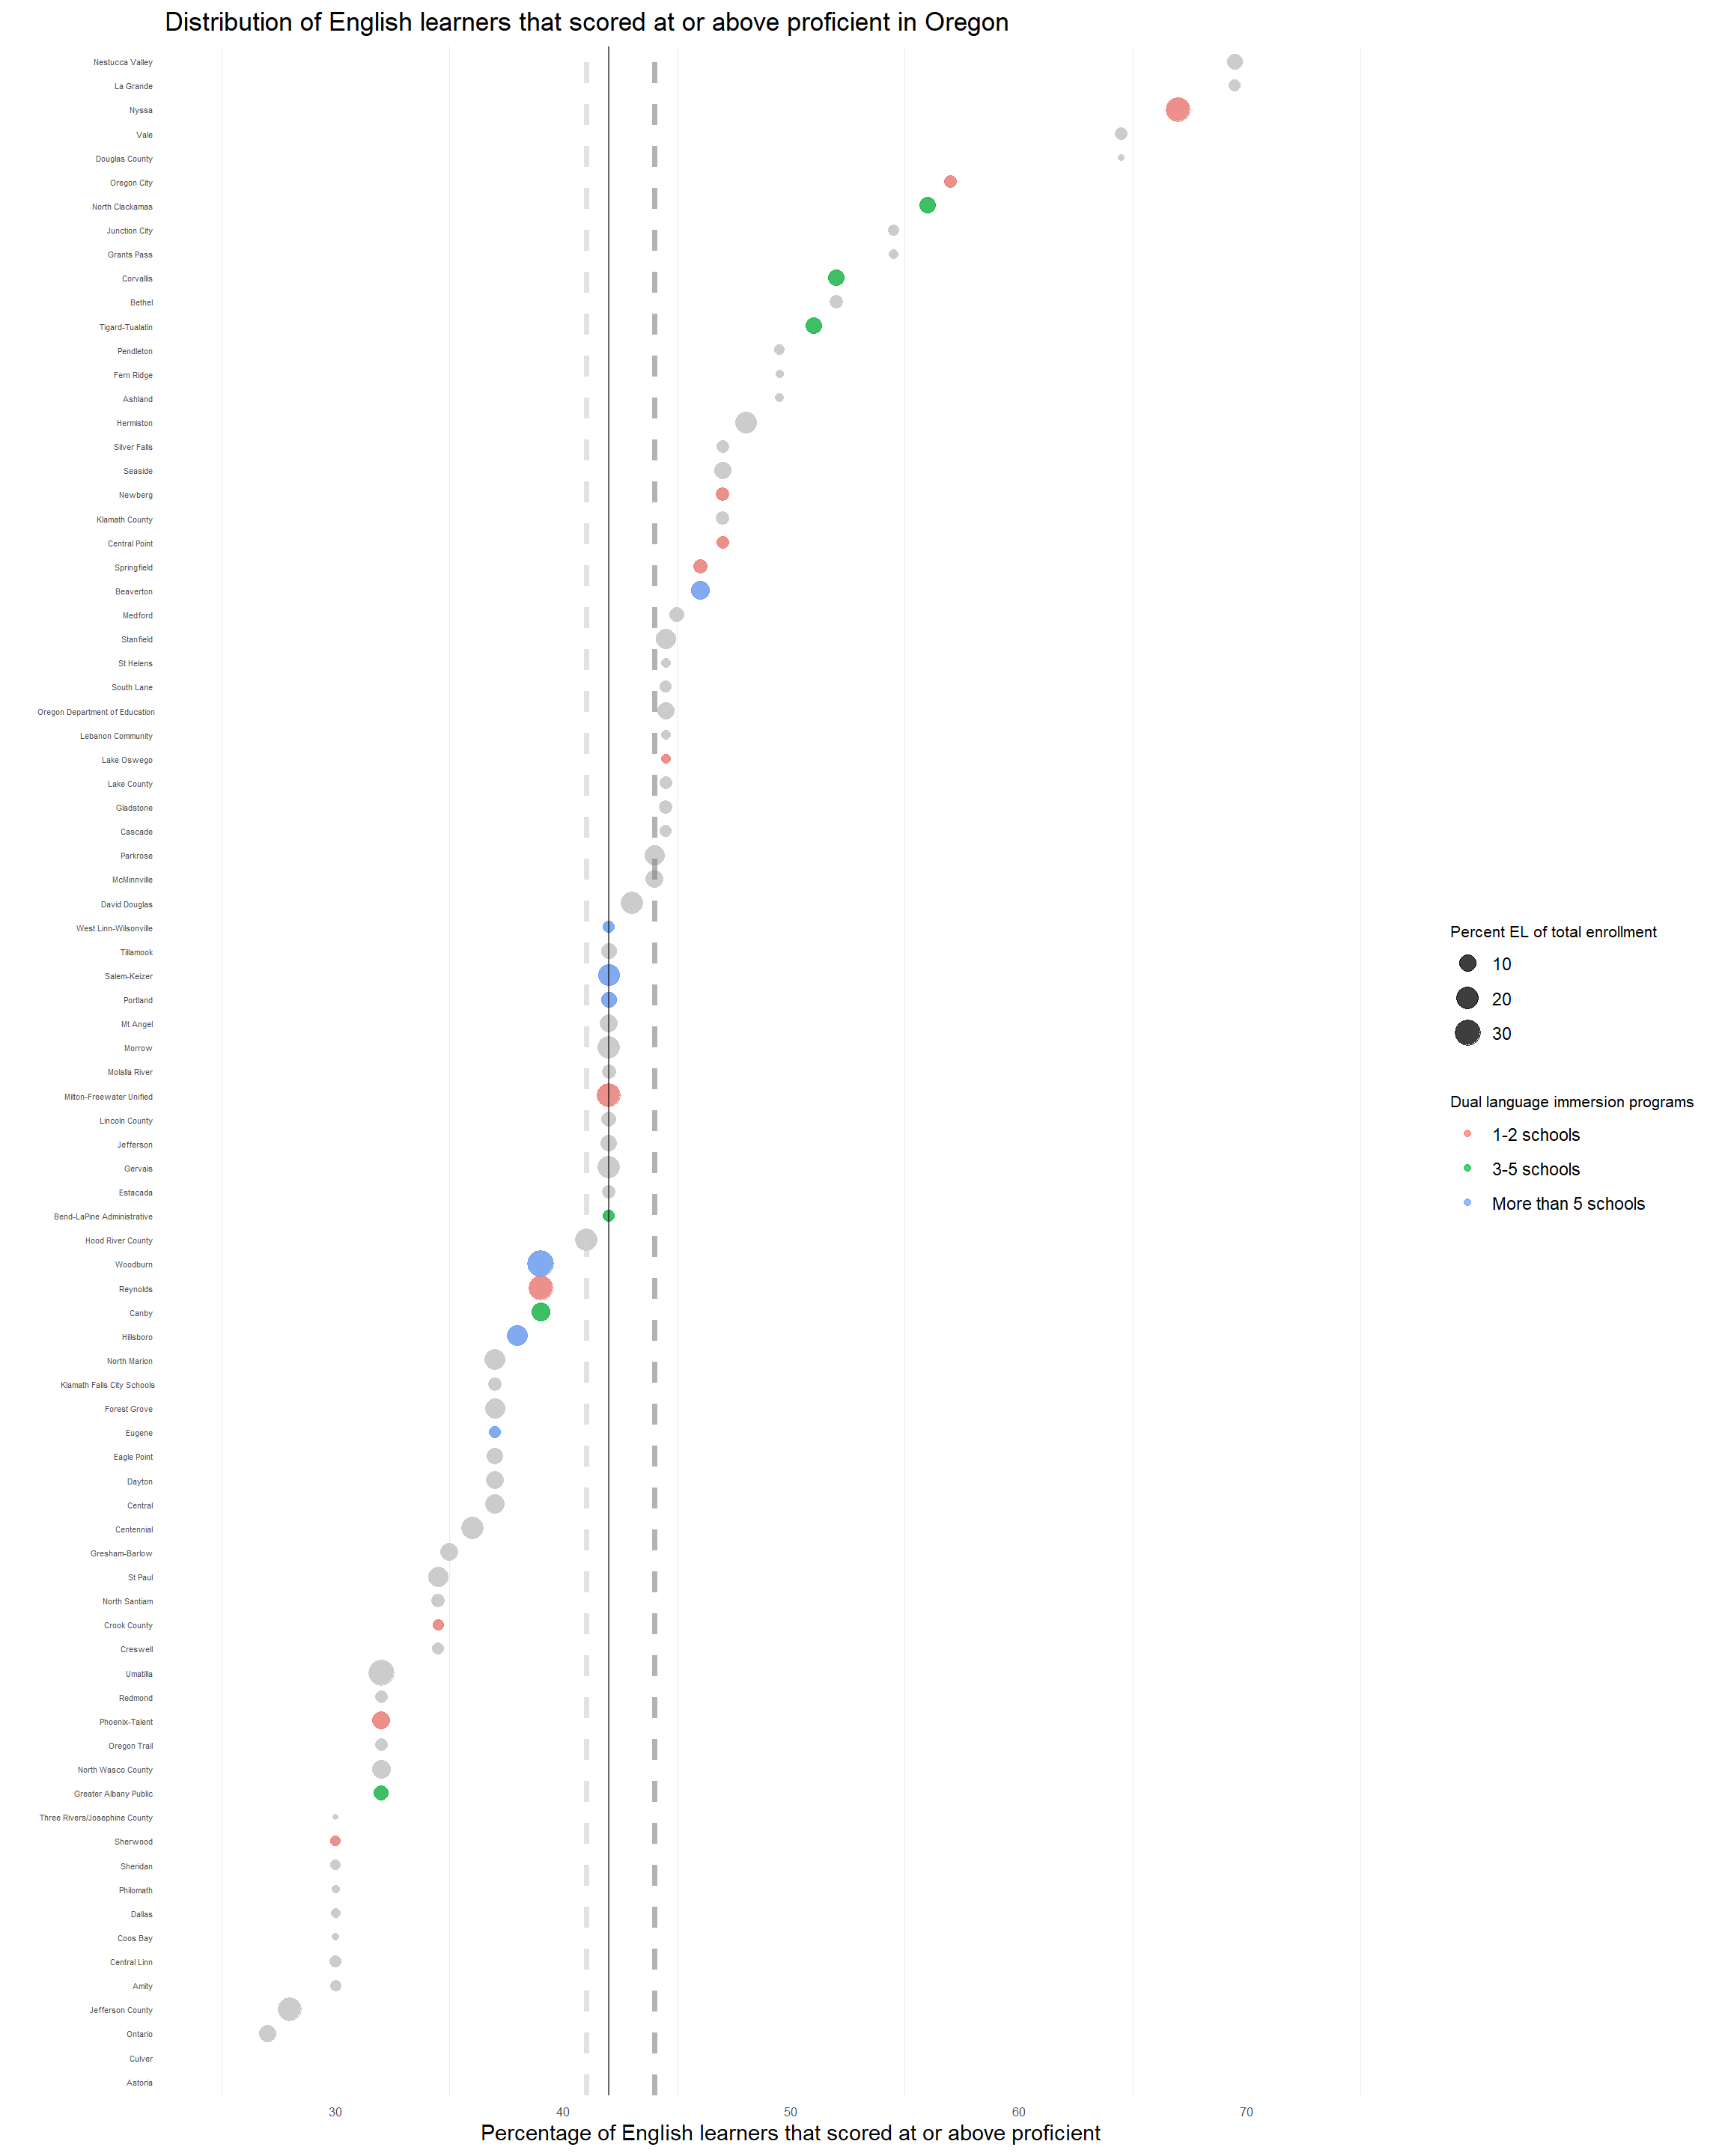 Distribution of English learners that scored at or above proficient in Oregon
Nestucca Valley
La Grande
Nyssa
Vale
Douglas County
Oregon City
North Clackamas
Junction City
Grants Pass
Corvallis
Bethel
Tigard-Tualatin
Pendleton
Fern Ridge
Ashland
Hermiston
Silver Falls
Seaside
Newberg
Klamath County
Central Point
Springfield
Beaverton
Medford
Stanfield
St Helens
South Lane
Oregon Department of Education
Lebanon Community
Lake Oswego
Lake County
Gladstone
Cascade
Parkrose
McMinnville
David Douglas
West Linn-Wilsonville
Tillamook
Salem-Keizer
Portland
Mt Angel
Morrow
Molalla River
Milton-Freewater Unified
Lincoln County
Jefferson
Gervais
Estacada
Bend-LaPine Administrative
Hood River County
Woodburn
Reynolds
Canby
Hillsboro
North Marion
Klamath Falls City Schools
Forest Grove
Eugene
Eagle Point
Dayton
Central
Centennial
Gresham-Barlow
St Paul
North Santiam
Crook County
Creswell
Umatilla
Redmond
Phoenix-Talent
Oregon Trail
North Wasco County
Greater Albany Public
Three Rivers/Josephine County
Sherwood
Sheridan
Philomath
Dallas
Coos Bay
Central Linn
Amity
Jefferson County
Ontario
Culver
Astoria
30 40 50 60 70
Percentage of English learners that scored at or above proficient
Percent EL of total enrollment
10
20
30
Dual language immersion programs
1-2 schools
3-5 schools
More than 5 schools